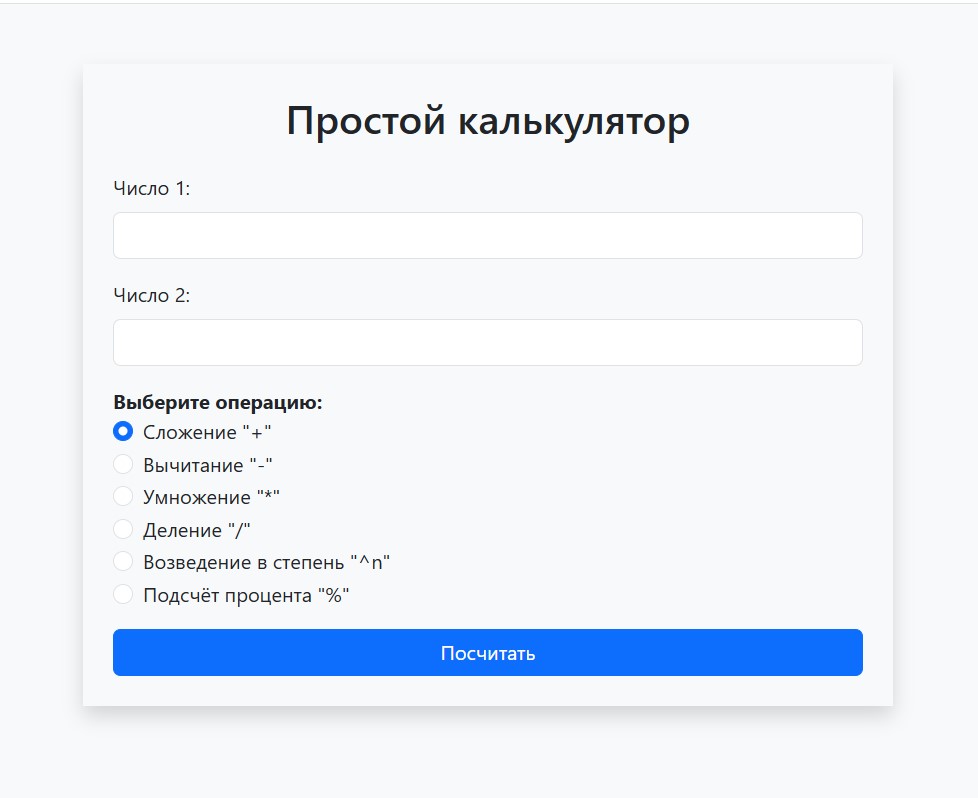 Простой калькулятор
Число 1:
Число 2:
Выберите операцию:
Сложение "+"
Вычитание "-"
Умножение "*"
Деление "/"
Возведение в степень "^n"
Подсчёт процента "%"
Посчитать